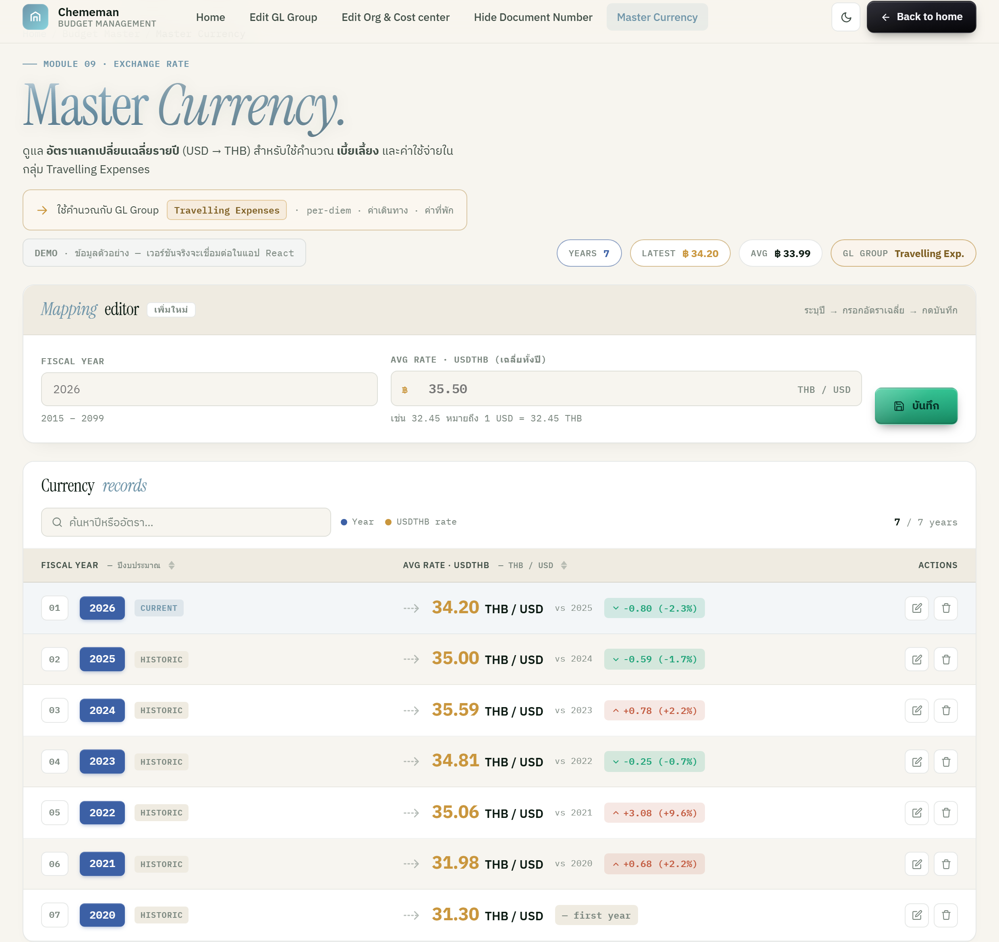 Chememan
BUDGET MANAGEMENT
Home Edit GL Group Edit Org & Cost center Hide Document Number Master Currency
Back to home
Home / Budget Master / Master Currency
— MODULE 09 · EXCHANGE RATE
Master Currency.
ดูแล อัตราแลกเปลี่ยนเฉลี่ยรายปี (USD → THB) สำหรับใช้คำนวณ เบี้ยเลี้ยง และค่าใช้จ่ายใน
กลุ่ม Travelling Expenses
→ ใช้คำนวณกับ GL Group Travelling Expenses · per-diem · ค่าเดินทาง · ค่าที่พัก
DEMO · ข้อมูลตัวอย่าง — เวอร์ชันจริงจะเชื่อมต่อในแอป React
YEARS 7 LATEST ฿ 34.20 AVG ฿ 33.99 GL GROUP Travelling Exp.
Mapping editor เพิ่มใหม่
ระบุปี → กรอกอัตราเฉลี่ย → กดบันทึก
FISCAL YEAR
2026
2015 – 2099
AVG RATE · USDTHB (เฉลี่ยทั้งปี)
฿ 35.50 THB / USD
เช่น 32.45 หมายถึง 1 USD = 32.45 THB
บันทึก
Currency records
ค้นหาปีหรืออัตรา... Year USDTHB rate 7 / 7 years
FISCAL YEAR — ปีงบประมาณ AVG RATE · USDTHB — THB / USD ACTIONS
01 2026 CURRENT 34.20 THB / USD vs 2025 -0.80 (-2.3%)
02 2025 HISTORIC 35.00 THB / USD vs 2024 -0.59 (-1.7%)
03 2024 HISTORIC 35.59 THB / USD vs 2023 +0.78 (+2.2%)
04 2023 HISTORIC 34.81 THB / USD vs 2022 -0.25 (-0.7%)
05 2022 HISTORIC 35.06 THB / USD vs 2021 +3.08 (+9.6%)
06 2021 HISTORIC 31.98 THB / USD vs 2020 +0.68 (+2.2%)
07 2020 HISTORIC 31.30 THB / USD — first year